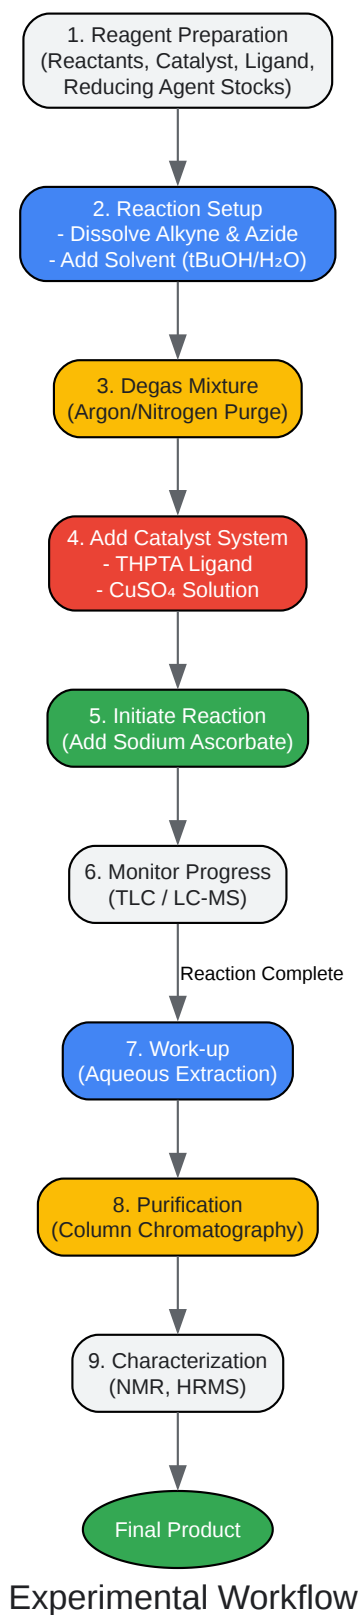 1. Reagent Preparation
(Reactants, Catalyst, Ligand,
Reducing Agent Stocks)
2. Reaction Setup
- Dissolve Alkyne & Azide
- Add Solvent (tBuOH/H₂O)
3. Degas Mixture
(Argon/Nitrogen Purge)
4. Add Catalyst System
- THPTA Ligand
- CuSO₄ Solution
5. Initiate Reaction
(Add Sodium Ascorbate)
6. Monitor Progress
(TLC / LC-MS)
Reaction Complete
7. Work-up
(Aqueous Extraction)
8. Purification
(Column Chromatography)
9. Characterization
(NMR, HRMS)
Final Product
Experimental Workflow